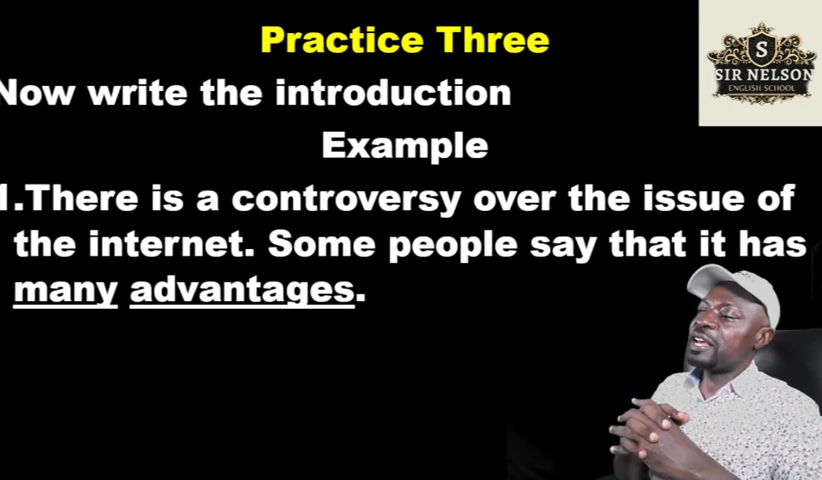 Practice Three
Now write the introduction
Example
1.There is a controversy over the issue of
the internet. Some people say that it has
many advantages.
S
SIR NELSON
ENGLISH SCHOOL